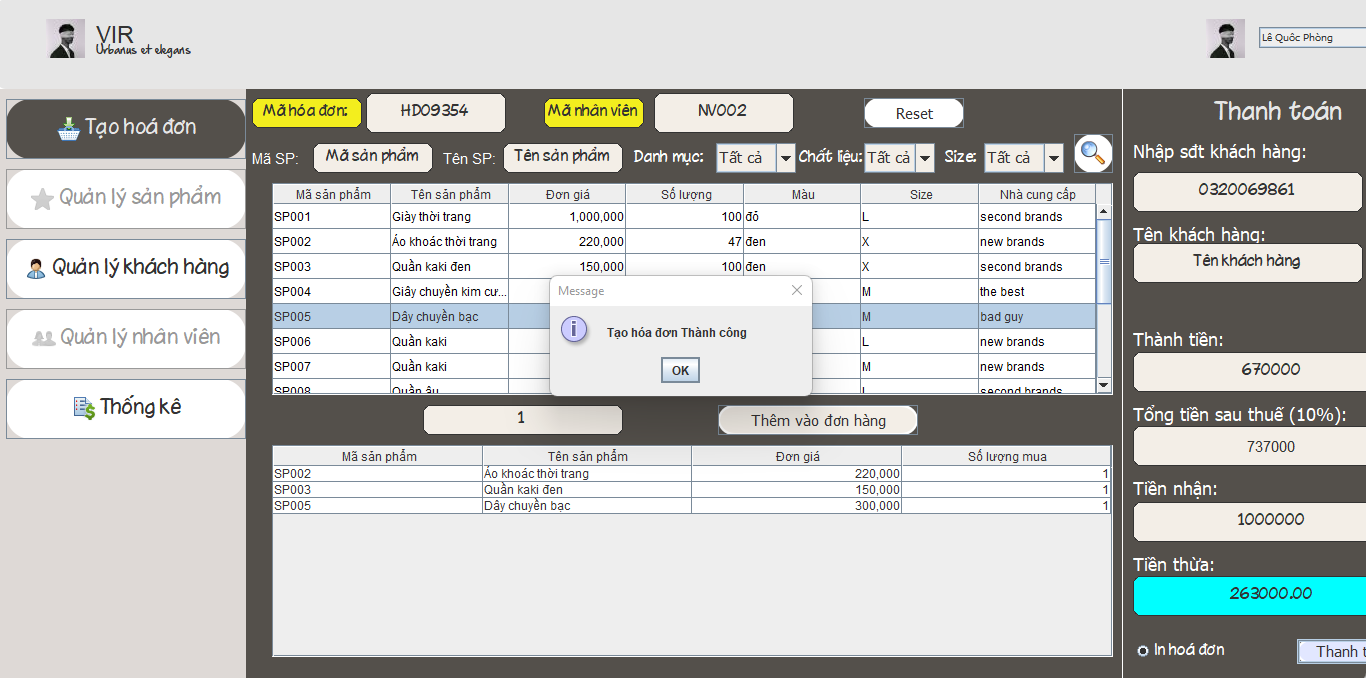 VIR
Urbanus et elegans
Lê Quốc Phòng
Tạo hoá đơn
Quản lý sản phẩm
Quản lý khách hàng
Quản lý nhân viên
Thống kê
Mã hóa đơn: HD09354 Mã nhân viên NV002 Reset
Mã SP: Mã sản phẩm Tên SP: Tên sản phẩm Danh mục: Tất cả Chất liệu: Tất cả Size: Tất cả
Mã sản phẩm Tên sản phẩm Đơn giá Số lượng Màu Size Nhà cung cấp
SP001 Giày thời trang 1,000,000 100 đỏ L second brands
SP002 Áo khoác thời trang 220,000 47 đen X new brands
SP003 Quần kaki đen 150,000 100 đen X second brands
SP004 Giây chuyền kim cư... M the best
SP005 Dây chuyền bạc M bad guy
SP006 Quần kaki L new brands
SP007 Quần kaki M new brands
SP008 Quần âu L second brands
Message
Tạo hóa đơn Thành công
OK
1 Thêm vào đơn hàng
Mã sản phẩm Tên sản phẩm Đơn giá Số lượng mua
SP002 Áo khoác thời trang 220,000 1
SP003 Quần kaki đen 150,000 1
SP005 Dây chuyền bạc 300,000 1
Thanh toán
Nhập sđt khách hàng:
0320069861
Tên khách hàng:
Tên khách hàng
Thành tiền:
670000
Tổng tiền sau thuế (10%):
737000
Tiền nhận:
1000000
Tiền thừa:
263000.00
In hoá đơn Thanh t